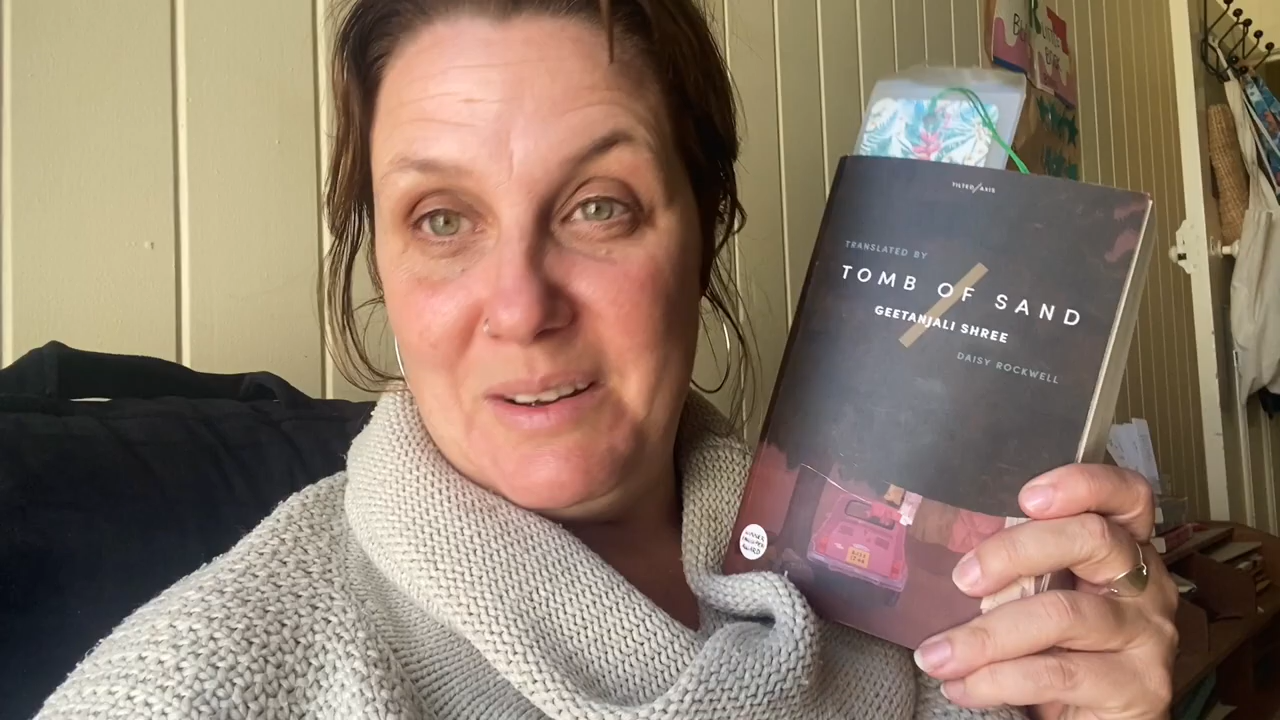 TILTED AXIS
TRANSLATED BY
TOMB OF SAND
GEETANJALI SHREE
DAISY ROCKWELL